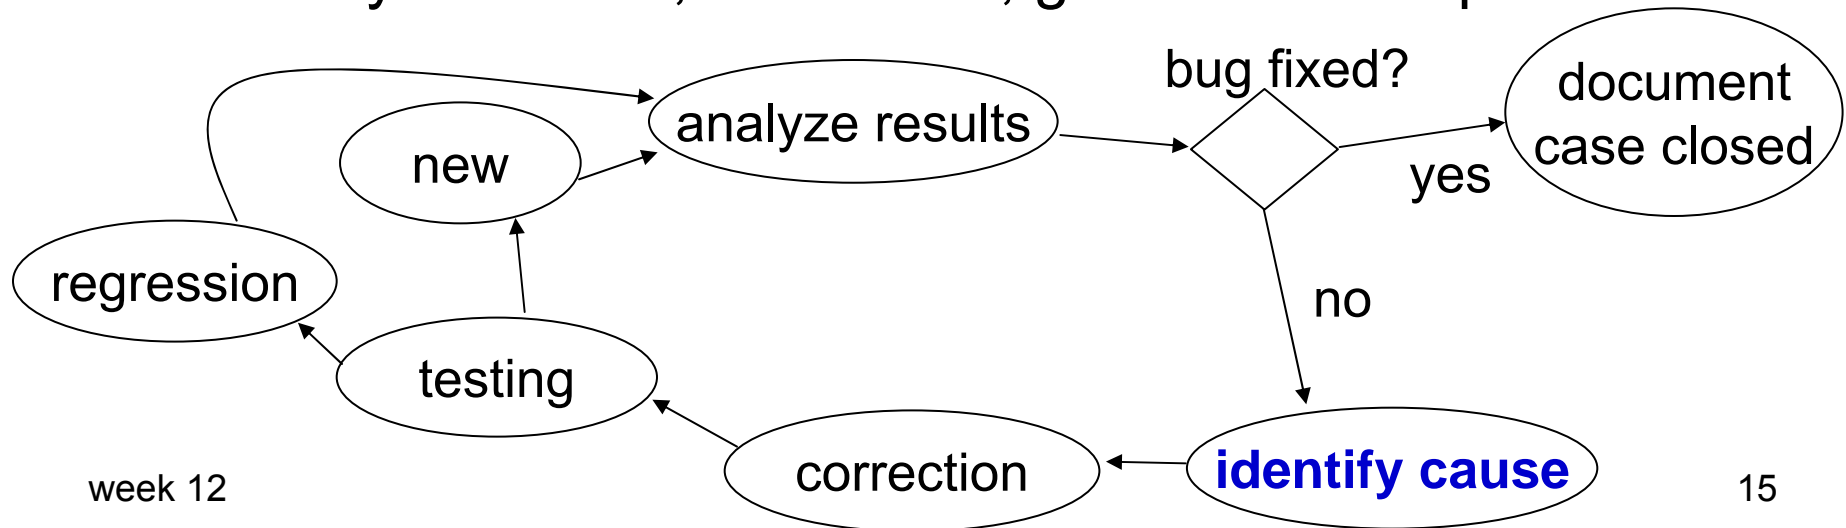 bug fixed?
document
case closed
analyze results
new
yes
regression
no
testing
correction
identify cause
week 12
15